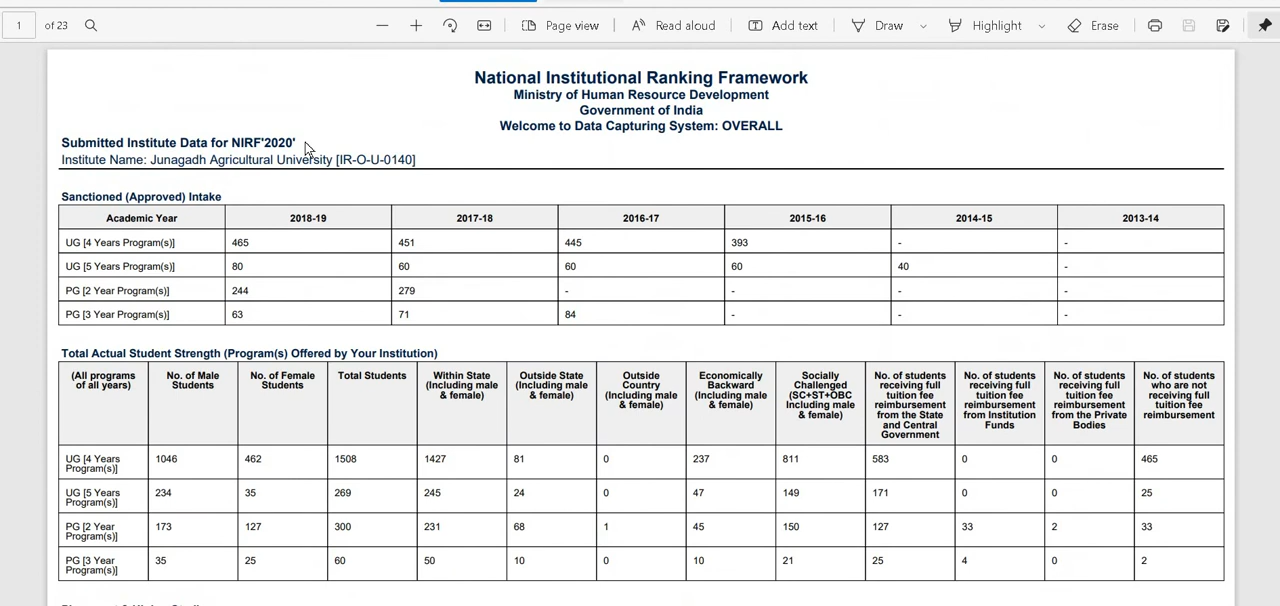 1 of 23 Page view Read aloud Add text Draw Highlight Erase
National Institutional Ranking Framework
Ministry of Human Resource Development
Government of India
Welcome to Data Capturing System: OVERALL
Submitted Institute Data for NIRF'2020'
Institute Name: Junagadh Agricultural University [IR-O-U-0140]
Sanctioned (Approved) Intake
Academic Year 2018-19 2017-18 2016-17 2015-16 2014-15 2013-14
UG [4 Years Program(s)] 465 451 445 393 - -
UG [5 Years Program(s)] 80 60 60 60 40 -
PG [2 Year Program(s)] 244 279 - - - -
PG [3 Year Program(s)] 63 71 84 - - -
Total Actual Student Strength (Program(s) Offered by Your Institution)
(All programs
of all years)
No. of Male
Students
No. of Female
Students
Total Students
Within State
(Including male
& female)
Outside State
(Including male
& female)
Outside
Country
(Including male
& female)
Economically
Backward
(Including male
& female)
Socially
Challenged
(SC+ST+OBC
Including male
& female)
No. of students
receiving full
tuition fee
reimbursement
from the State
and Central
Government
No. of students
receiving full
tuition fee
reimbursement
from Institution
Funds
No. of students
receiving full
tuition fee
reimbursement
from the Private
Bodies
No. of students
who are not
receiving full
tuition fee
reimbursement
UG [4 Years
Program(s)] 1046 462 1508 1427 81 0 237 811 583 0 0 465
UG [5 Years
Program(s)] 234 35 269 245 24 0 47 149 171 0 0 25
PG [2 Year
Program(s)] 173 127 300 231 68 1 45 150 127 33 2 33
PG [3 Year
Program(s)] 35 25 60 50 10 0 10 21 25 4 0 2